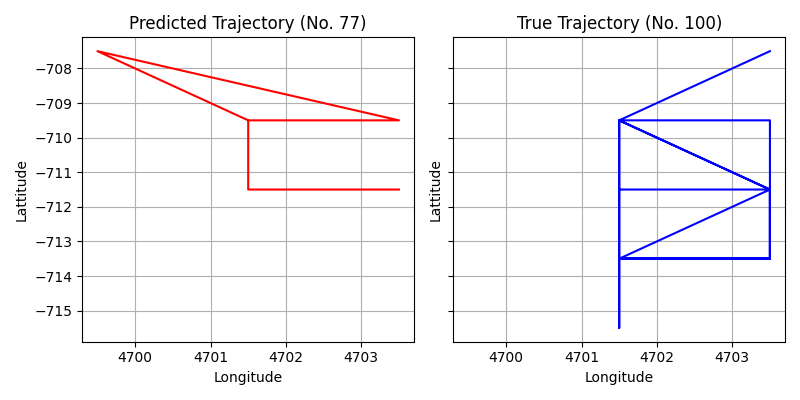 Predicted Trajectory (No. 77)
True Trajectory (No. 100)
Lattitude
−708
−709
−710
−711
−712
−713
−714
−715
4700
4701
4702
4703
Longitude
Lattitude
4700
4701
4702
4703
Longitude